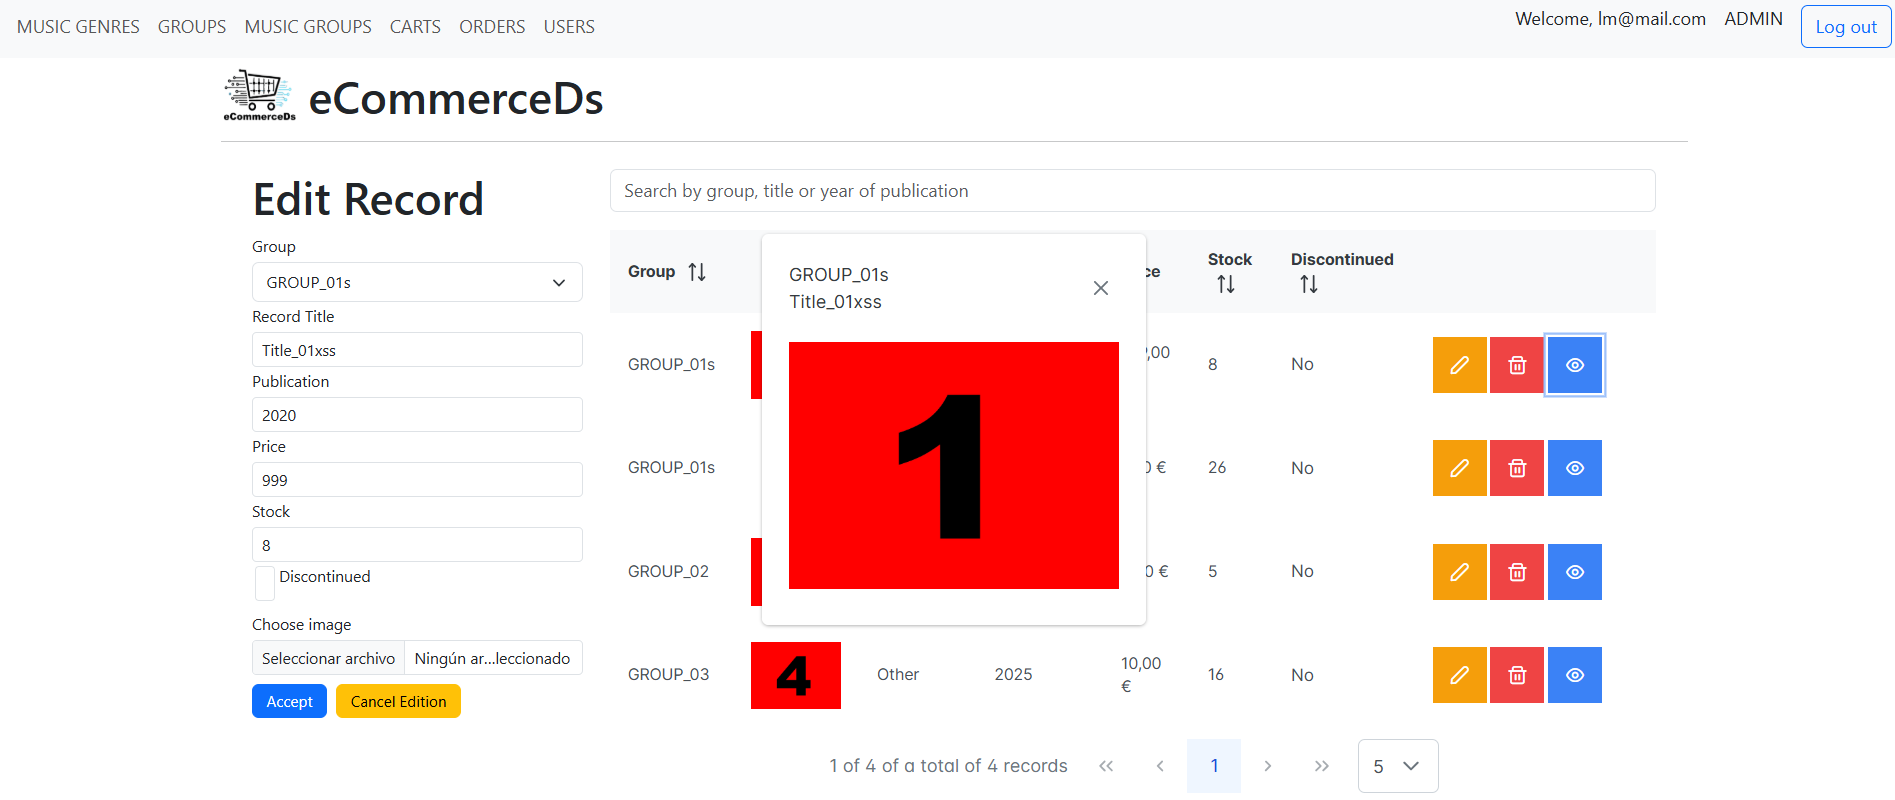 MUSIC GENRES GROUPS MUSIC GROUPS CARTS ORDERS USERS Welcome, lm@mail.com ADMIN Log out
eCommerceDs
eCommerceDs
Edit Record
Group
GROUP_01s
Record Title
Title_01xss
Publication
2020
Price
999
Stock
8
Discontinued
Choose image
Seleccionar archivo Ningún ar...leccionado
Accept Cancel Edition
Search by group, title or year of publication
Group ce Stock Discontinued
GROUP_01s
Title_01xss
1
GROUP_01s ,00 8 No
GROUP_01s 0 € 26 No
GROUP_02 0 € 5 No
GROUP_03 4 Other 2025 10,00 € 16 No
1 of 4 of a total of 4 records << < 1 > >> 5